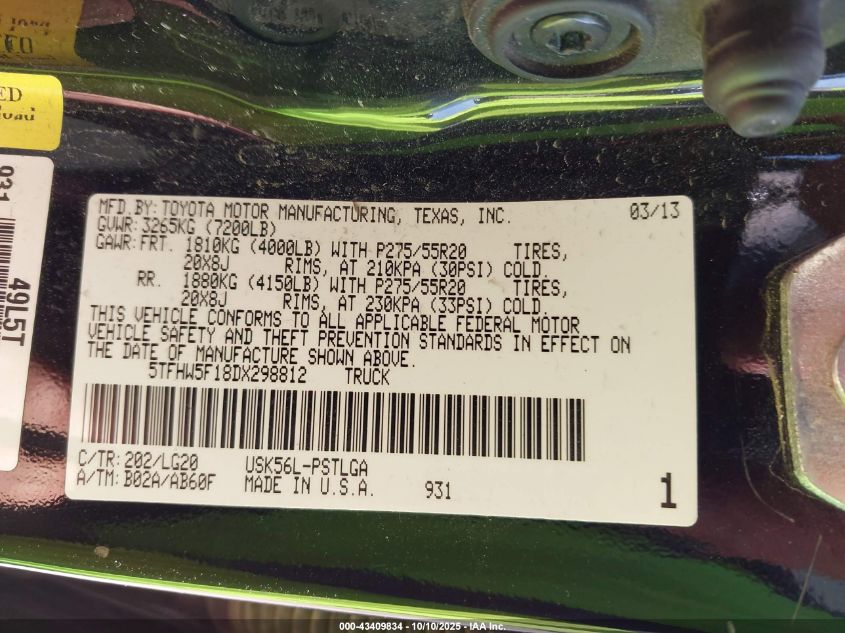 ED
oad
931
49L5T
MFD.BY:TOYOTA MOTOR MANUFACTURING, TEXAS, INC. 03/13
GVWR:3265KG (7200LB)
GAWR:FRT. 1810KG (4000LB) WITH P275/55R20 TIRES,
20X8J RIMS, AT 210KPA (30PSI) COLD.
RR. 1880KG (4150LB) WITH P275/55R20 TIRES,
20X8J RIMS, AT 230KPA (33PSI) COLD.
THIS VEHICLE CONFORMS TO ALL APPLICABLE FEDERAL MOTOR
VEHICLE SAFETY AND THEFT PREVENTION STANDARDS IN EFFECT ON
THE DATE OF MANUFACTURE SHOWN ABOVE.
5TFHW5F18DX298812 TRUCK
C/TR:202/LG20 USK56L-PSTLGA
A/TM:B02A/AB60F MADE IN U.S.A. 931 1
000-43409834 - 10/10/2025 - IAA Inc.